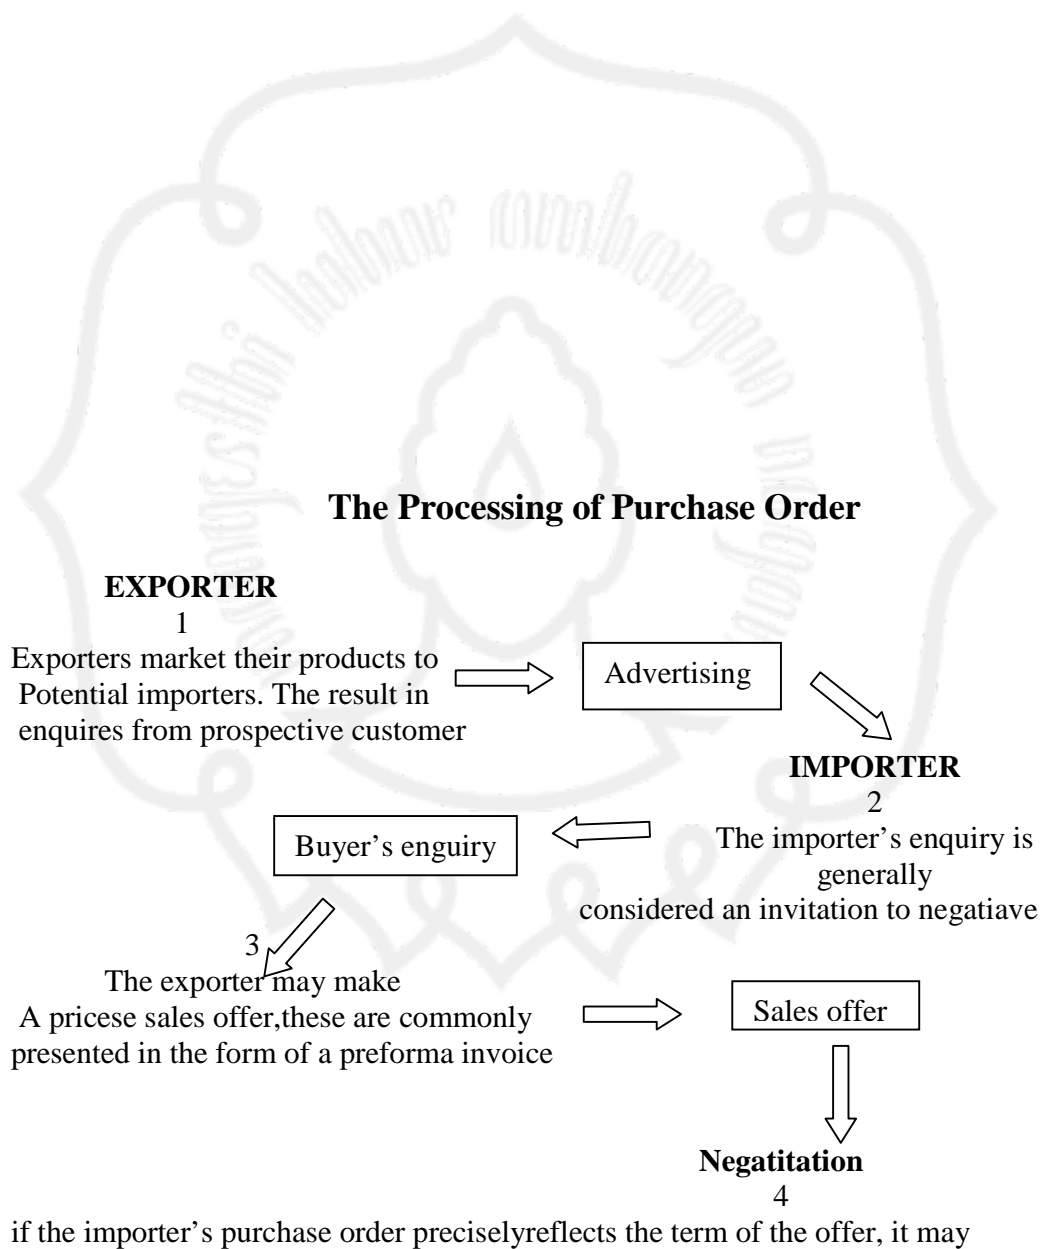 The Processing of Purchase Order
EXPORTER
1
Exporters market their products to
Potential importers. The result in
enquires from prospective customer
Advertising
IMPORTER
2
The importer’s enquiry is
generally
considered an invitation to negatiave
Buyer’s enguiry
3
The exporter may make
A pricese sales offer,these are commonly
presented in the form of a preforma invoice
Sales offer
Negatitation
4
if the importer’s purchase order preciselyreflects the term of the offer, it may